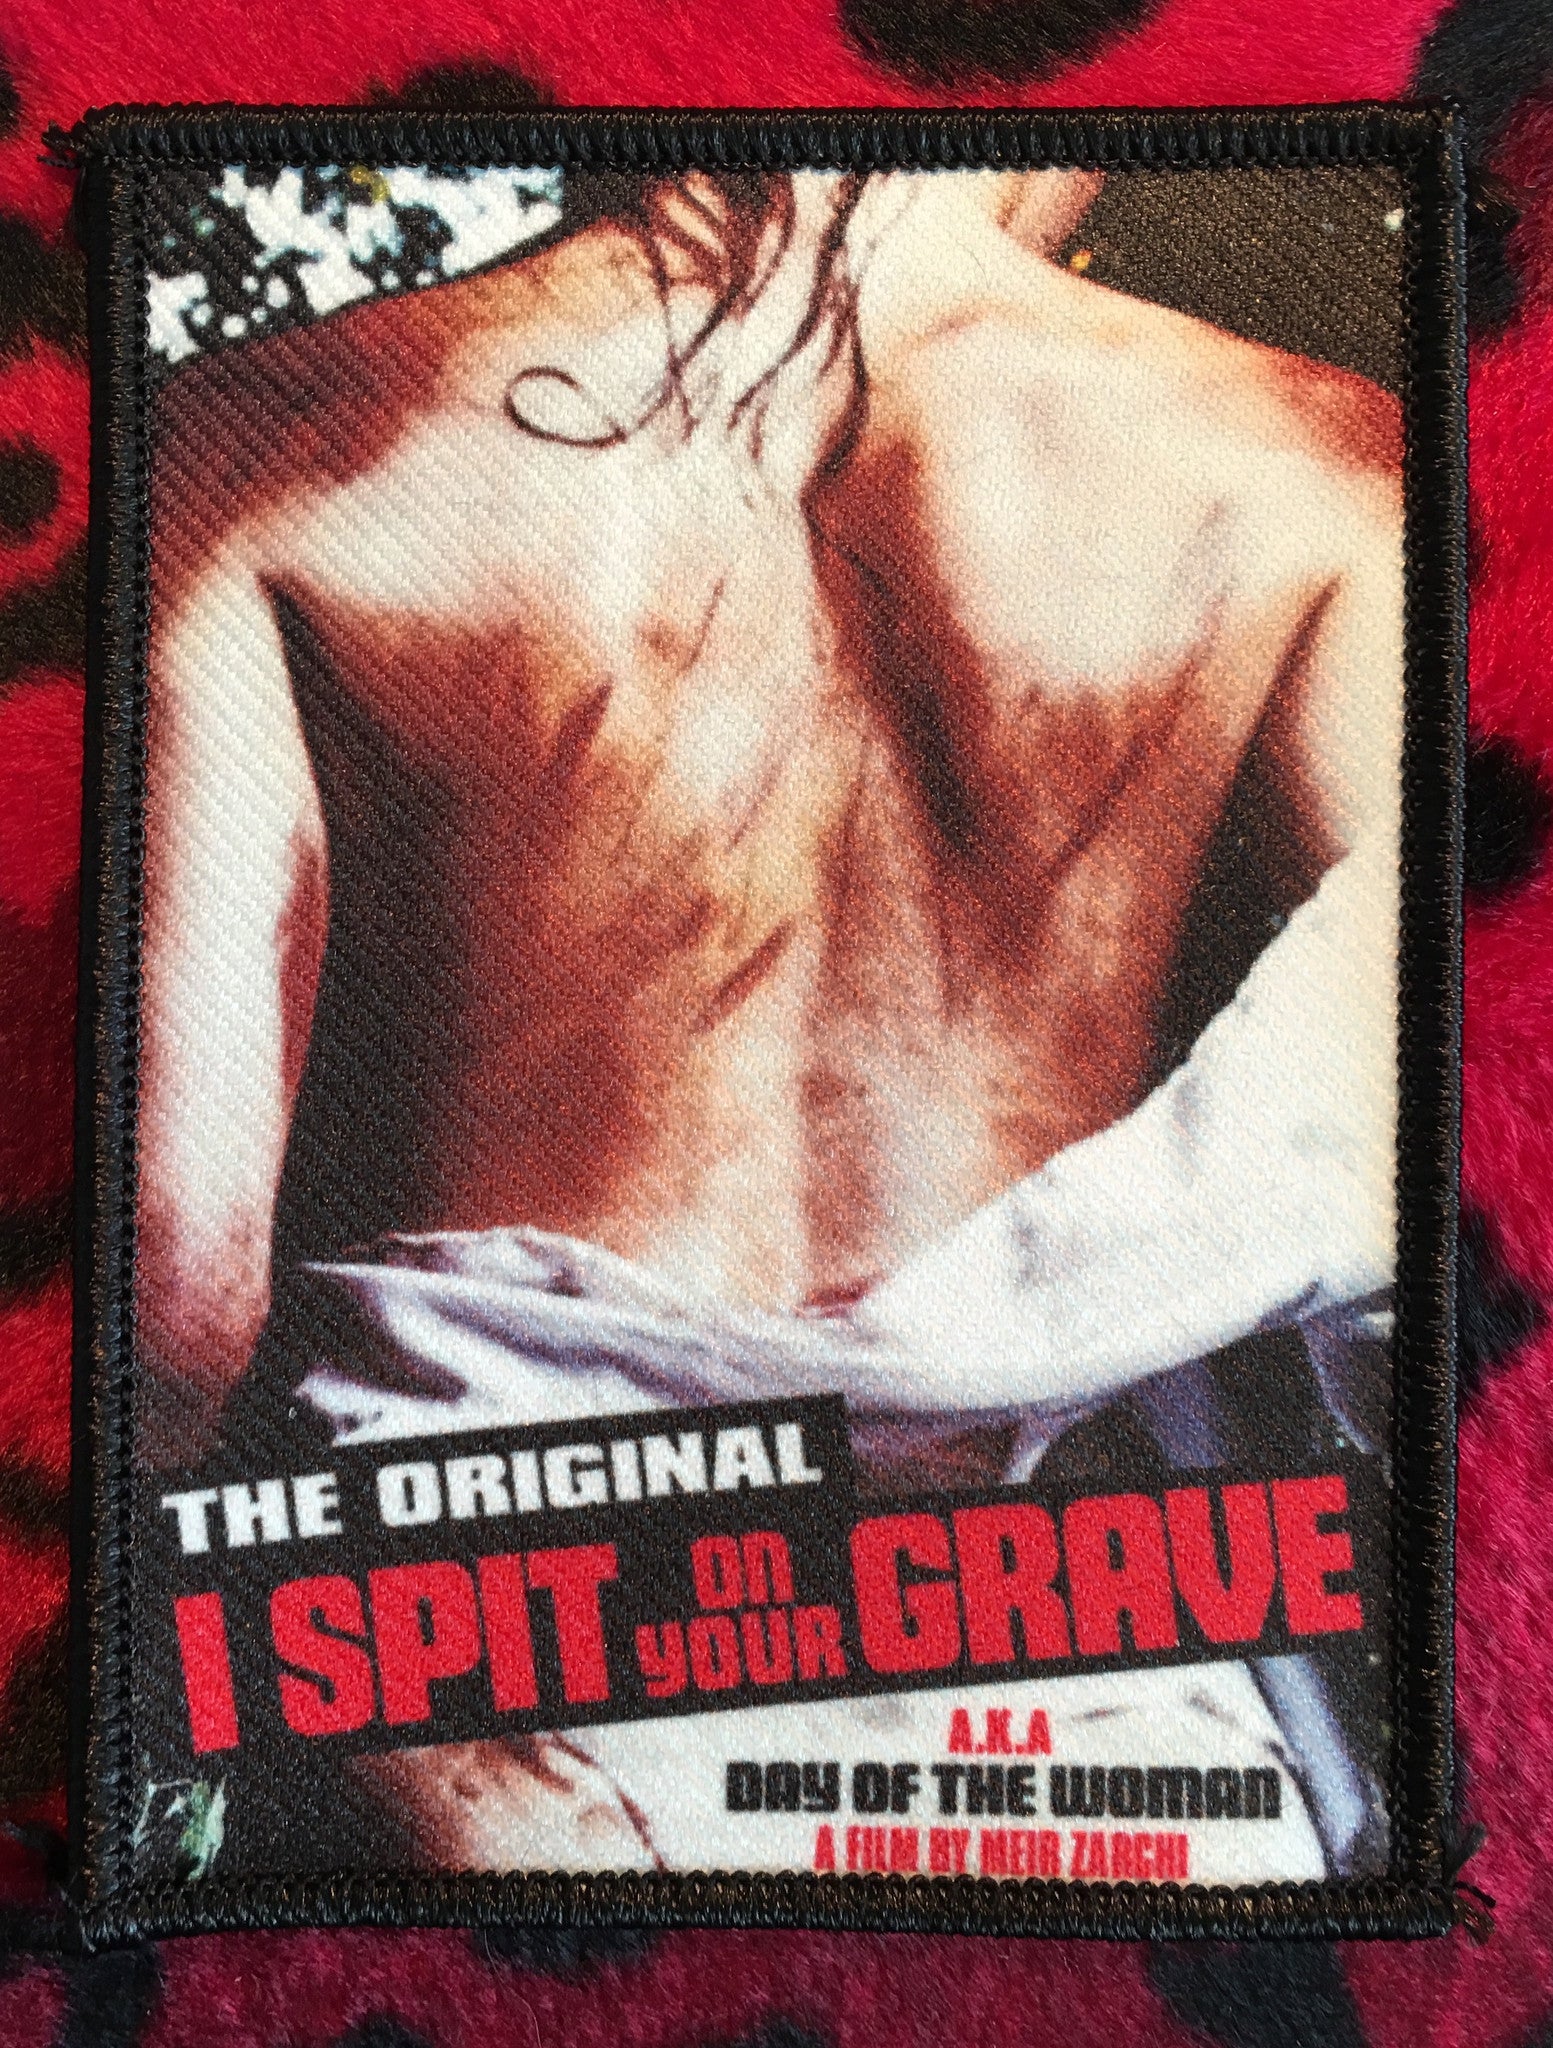 THE ORIGINAL
I SPIT ON YOUR GRAVE
A.K.A
DAY OF THE WOMAN
A FILM BY MEIR ZARCHI